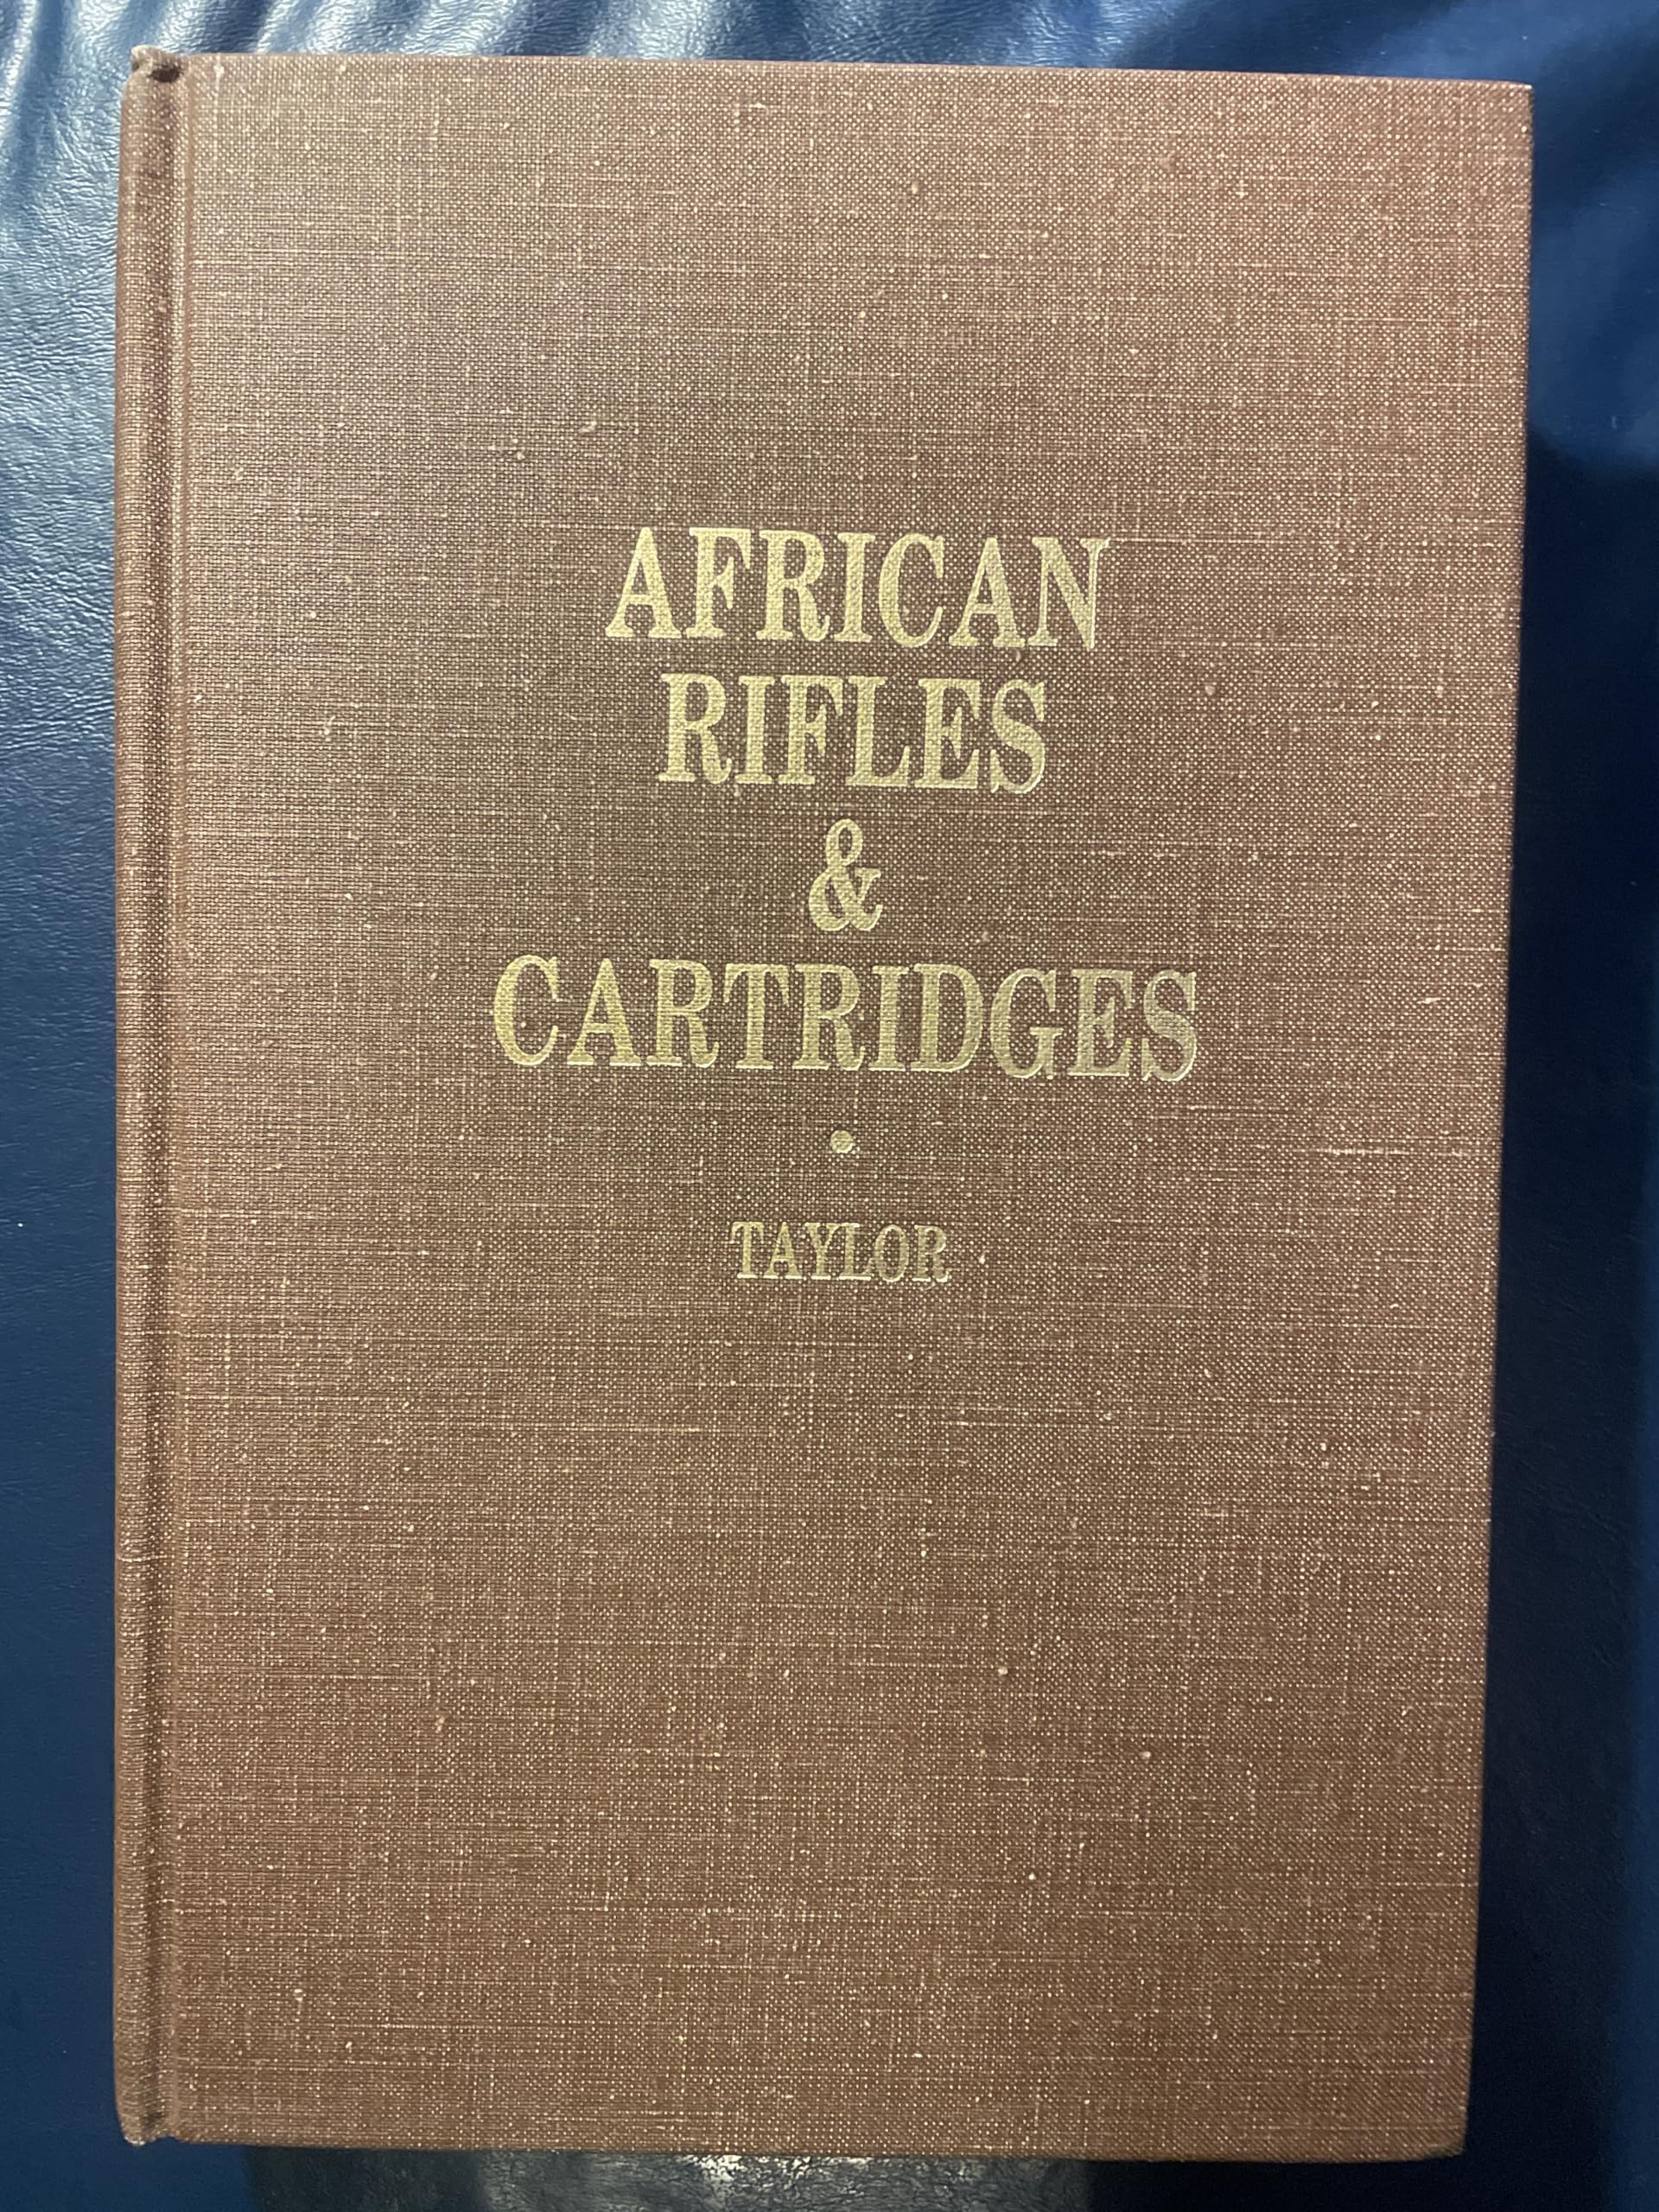 AFRICAN
RIFLES
&
CARTRIDGES
•
TAYLOR